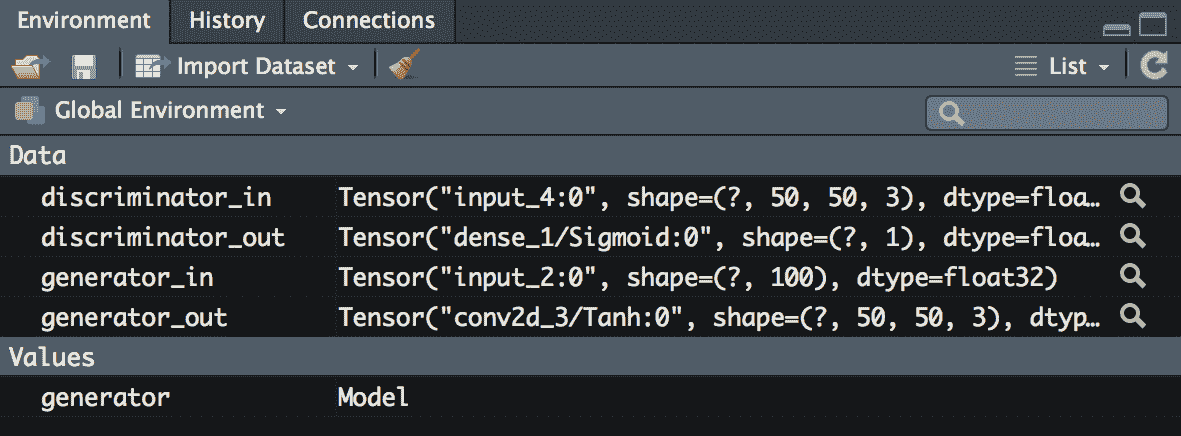 Environment History Connections
Import Dataset List
Global Environment
Data
discriminator_in Tensor("input_4:0", shape=(?, 50, 50, 3), dtype=floa…
discriminator_out Tensor("dense_1/Sigmoid:0", shape=(?, 1), dtype=floa…
generator_in Tensor("input_2:0", shape=(?, 100), dtype=float32)
generator_out Tensor("conv2d_3/Tanh:0", shape=(?, 50, 50, 3), dtyp…
Values
generator Model